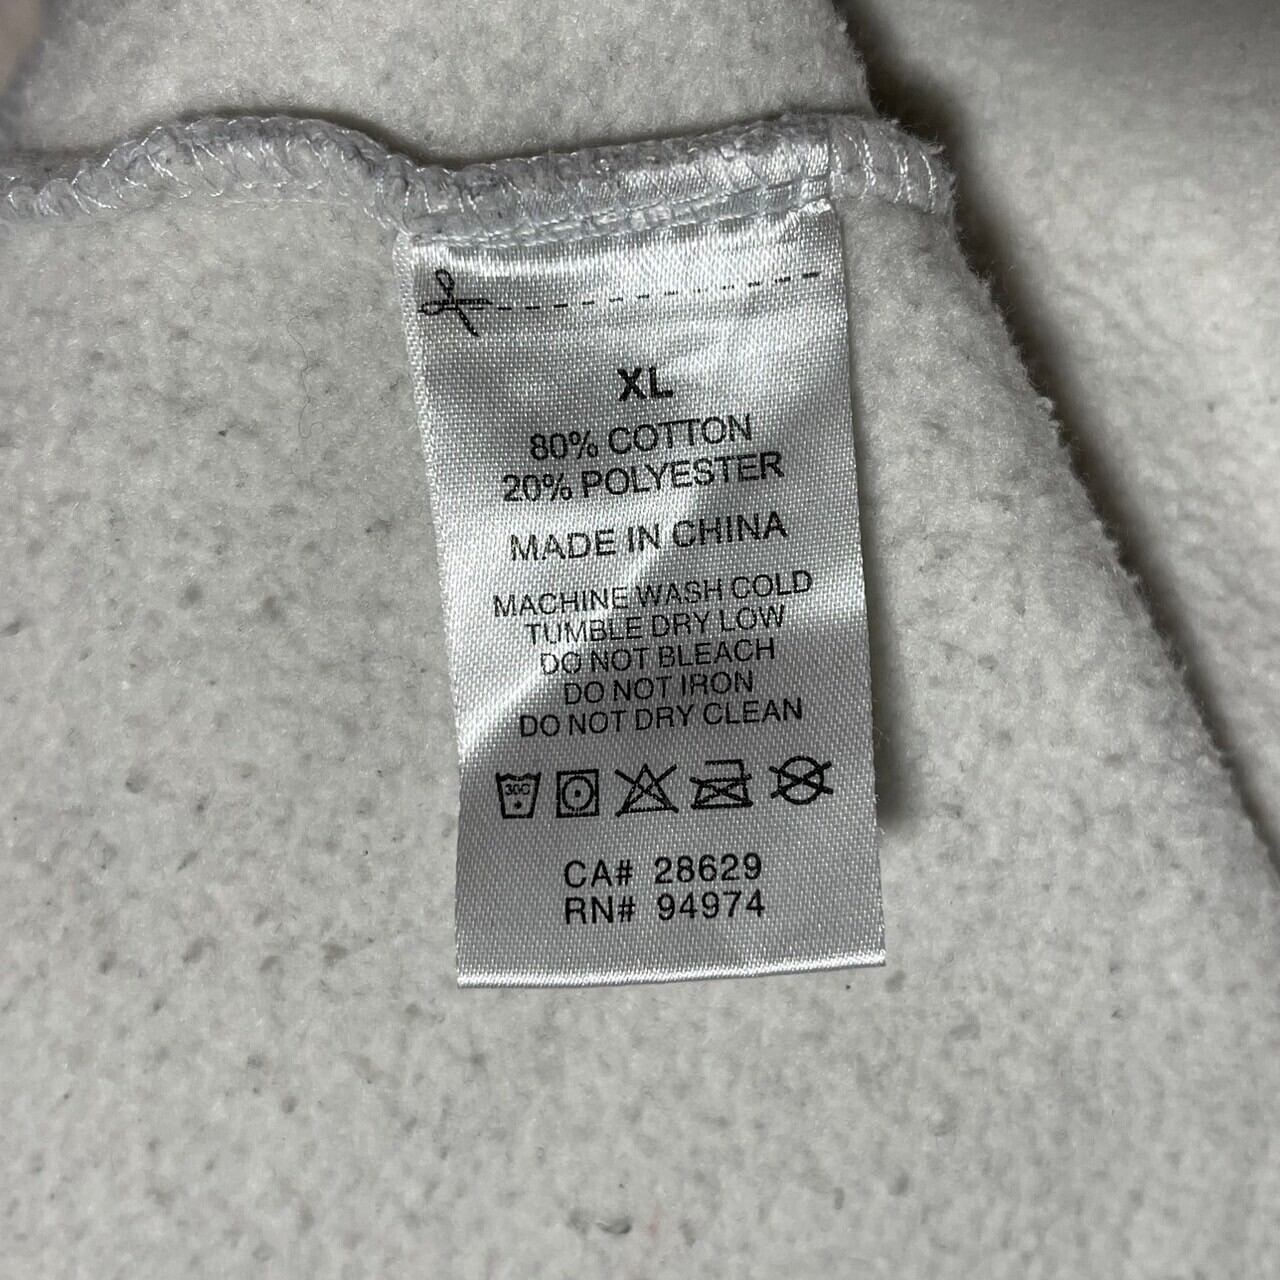 XL
80% COTTON
20% POLYESTER
MADE IN CHINA
MACHINE WASH COLD
TUMBLE DRY LOW
DO NOT BLEACH
DO NOT IRON
DO NOT DRY CLEAN
30C
CA# 28629
RN# 94974